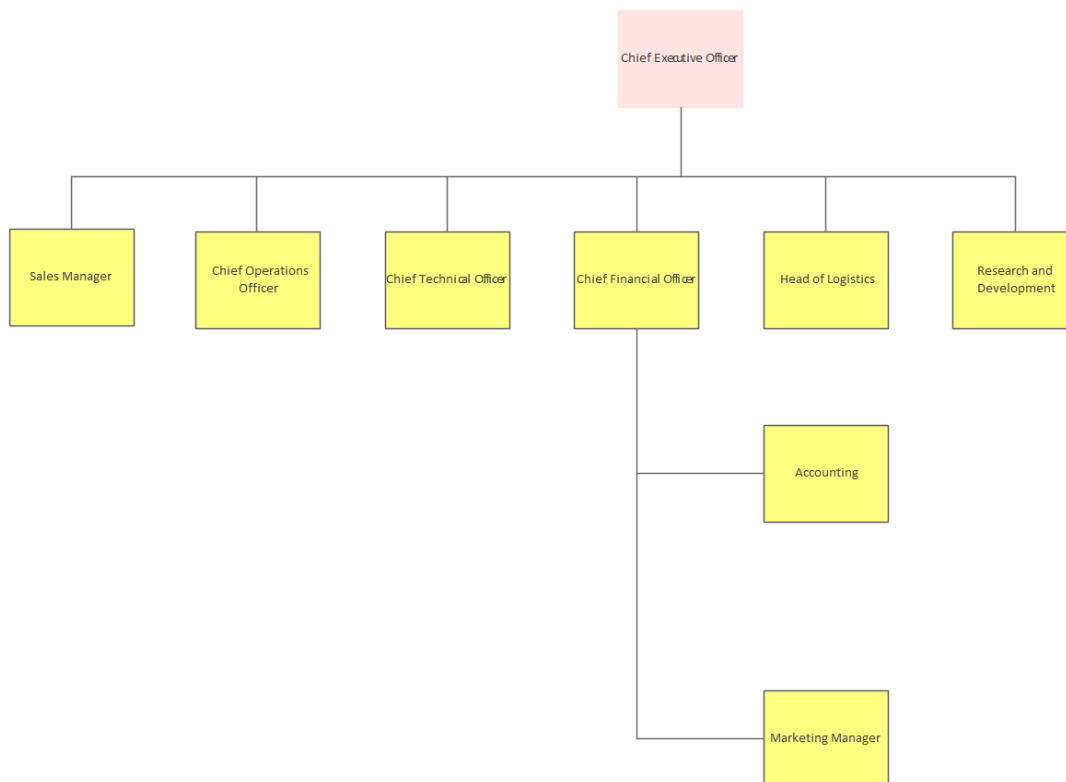 Chief Executive Officer
Sales Manager
Chief Operations
Officer
Chief Technical Officer
Chief Financial Officer
Head of Logistics
Research and
Development
Accounting
Marketing Manager